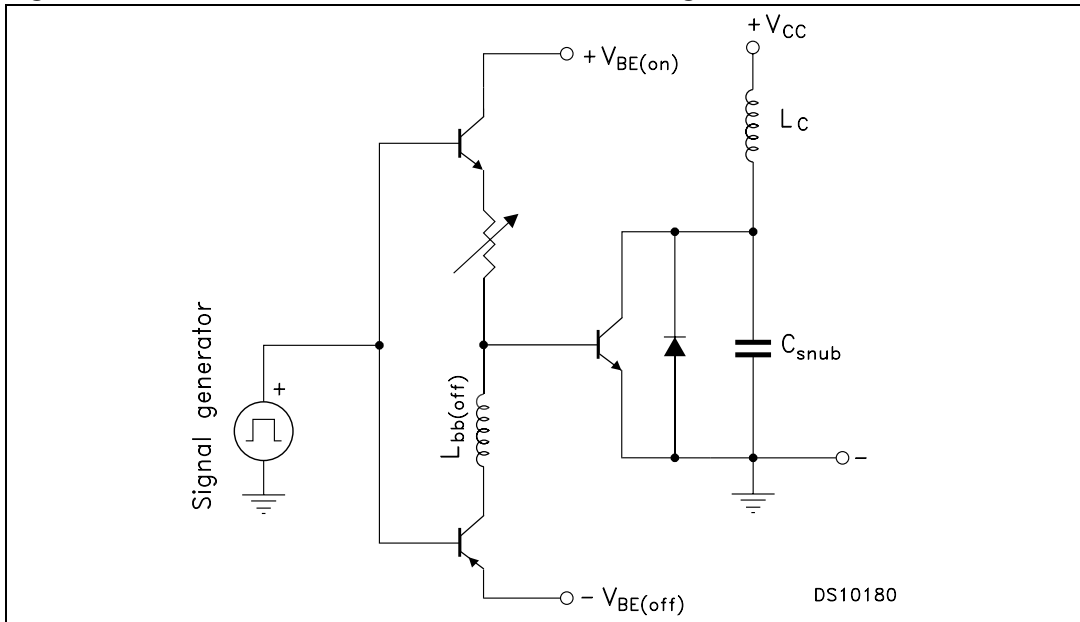 + VCC
+ VBE(on)
LC
Signal generator
+
Lbb(off)
Csnub
-
- VBE(off)
DS10180